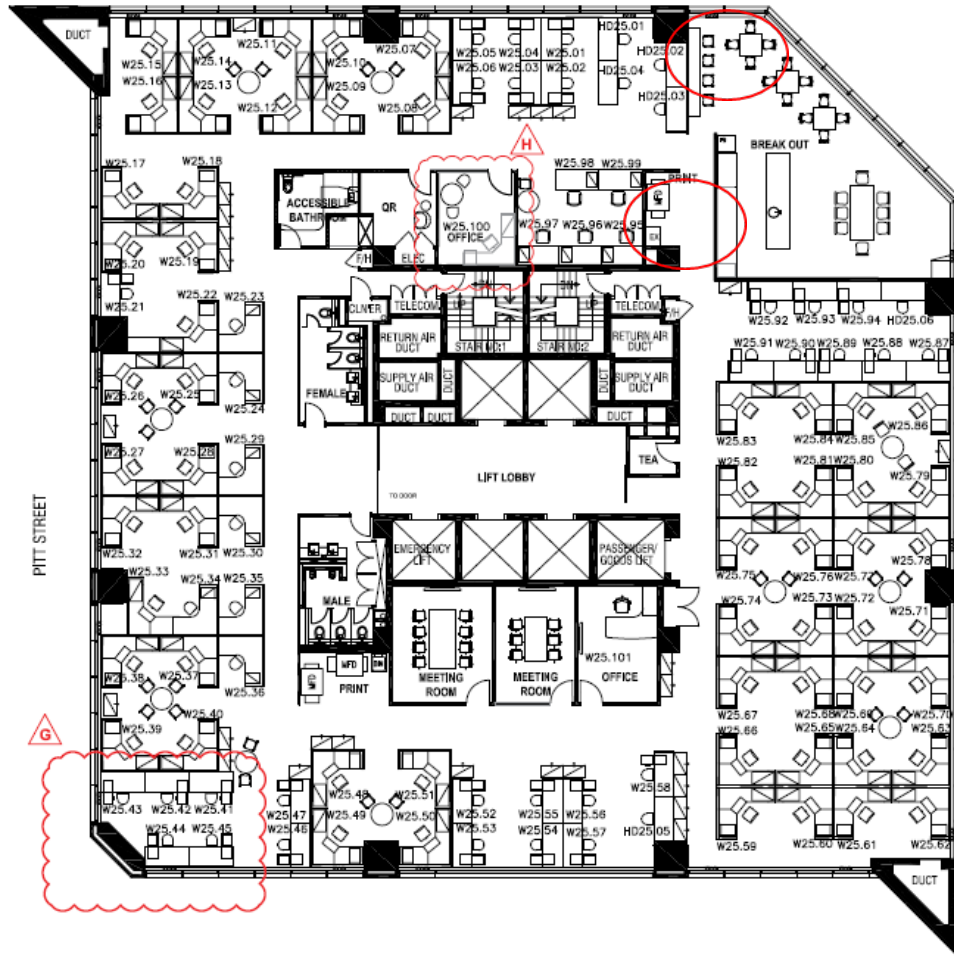 DUCT
W25.11
W25.07
HD25.01
W25.05 W25.04 W25.01
HD25.02
W25.15
W25.14
W25.10
W25.06 W25.03 W25.02
HD25.04
W25.16
W25.13
W25.09
HD25.03
W25.12
W25.08
BREAK OUT
H
W25.17
W25.18
W25.98 W25.99
PRINT
ACCESSIBLE
BATHROOM
QR
W25.100
OFFICE
W25.97 W25.96 W25.95
EX
F/H
ELEC
W25.20
W25.19
W25.21
DN
DN
CLNER
TELECOM
UP
UP
TELECOM
F/H
W25.22
W25.23
W25.92 W25.93 W25.94 HD25.06
RETURN AIR
DUCT
STAIR NO:1
STAIR NO:2
RETURN AIR
DUCT
W25.91 W25.90 W25.89 W25.88 W25.87
SUPPLY AIR
DUCT
DUCT
DUCT
SUPPLY AIR
DUCT
FEMALE
W25.26
W25.25
W25.24
DUCT DUCT
DUCT
W25.86
W25.83
W25.84 W25.85
W25.29
W25.27
W25.28
TEA
W25.82
W25.81 W25.80
LIFT LOBBY
W25.79
TO DOOR
PITT STREET
W25.32
W25.31
W25.30
EMERGENCY
LIFT
PASSENGER/
GOODS LIFT
W25.78
W25.33
W25.34
W25.35
W25.75
W25.76 W25.77
MALE
W25.74
W25.73 W25.72
W25.71
W25.38
W25.37
W25.36
W25.101
MEETING
ROOM
MEETING
ROOM
OFFICE
MFD
BIN
MFD
PRINT
W25.40
W25.39
W25.67
W25.68 W25.69
W25.70
W25.66
W25.65 W25.64
W25.63
G
W25.43 W25.42 W25.41
W25.44 W25.45
W25.47
W25.46
W25.48
W25.49
W25.51
W25.50
W25.52
W25.53
W25.55
W25.54
W25.56
W25.57
W25.58
HD25.05
W25.59
W25.60 W25.61
W25.62
DUCT